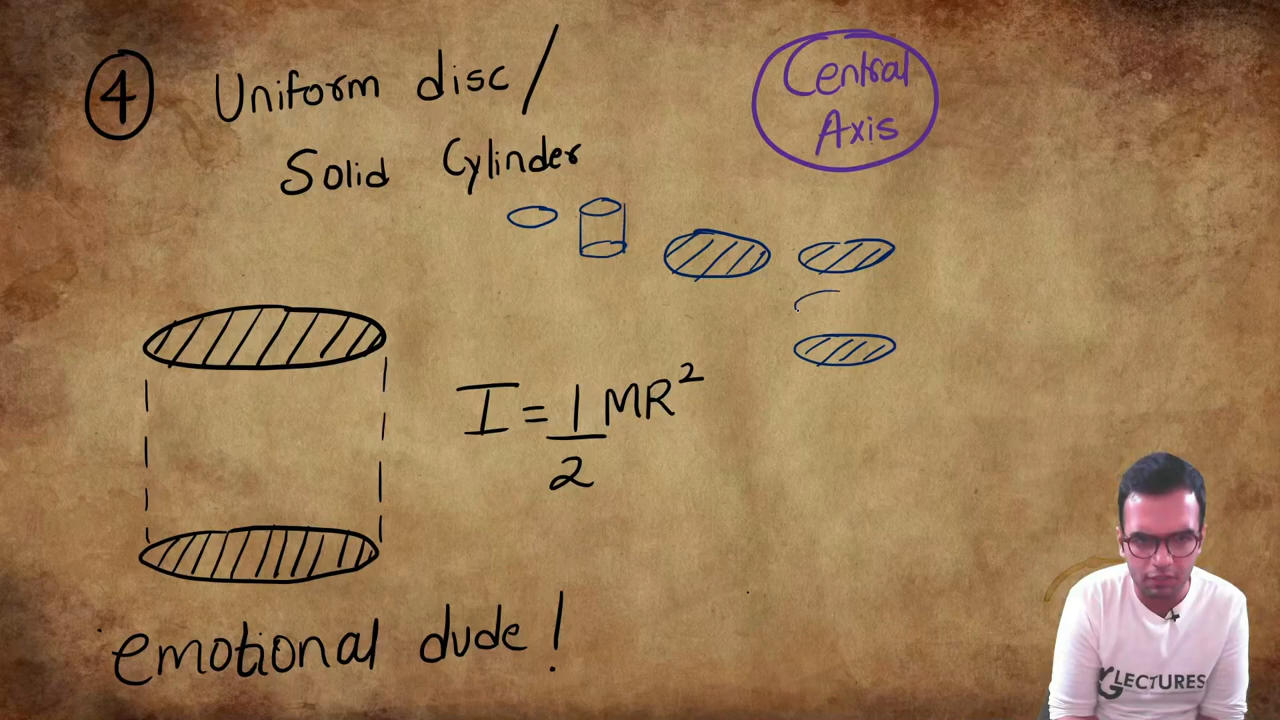 4 Uniform disc/
Solid Cylinder
Central
Axis
I = 1/2 MR²
emotional dude!
G LECTURES